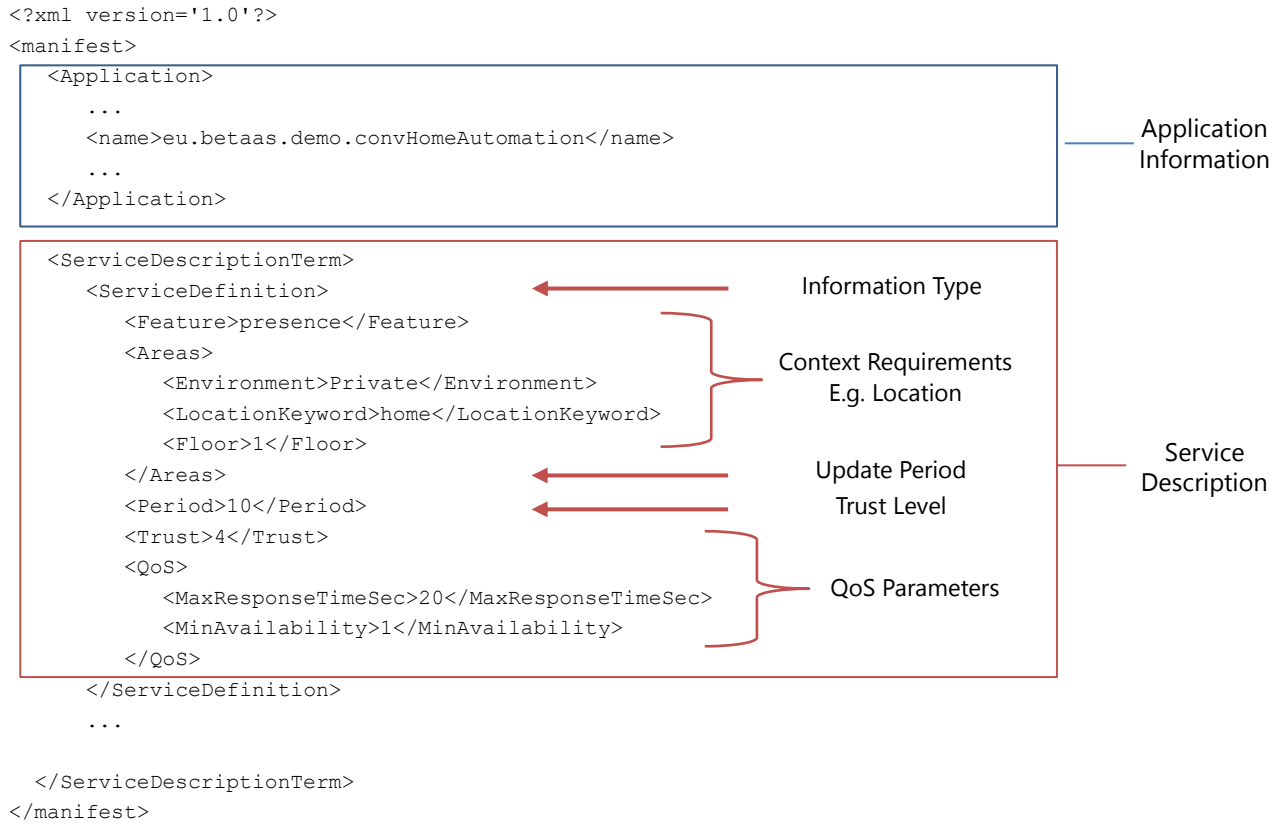 <?xml version='1.0'?>
<manifest>
<Application>
...
<name>eu.betaas.demo.convHomeAutomation</name>
...
</Application>
Application
Information
<ServiceDescriptionTerm>
<ServiceDefinition>
Information Type
<Feature>presence</Feature>
<Areas>
<Environment>Private</Environment>
<LocationKeyword>home</LocationKeyword>
<Floor>1</Floor>
Context Requirements
E.g. Location
</Areas>
Update Period
<Period>10</Period>
Trust Level
<Trust>4</Trust>
<QoS>
<MaxResponseTimeSec>20</MaxResponseTimeSec>
<MinAvailability>1</MinAvailability>
QoS Parameters
</QoS>
Service
Description
</ServiceDefinition>
...
</ServiceDescriptionTerm>
</manifest>